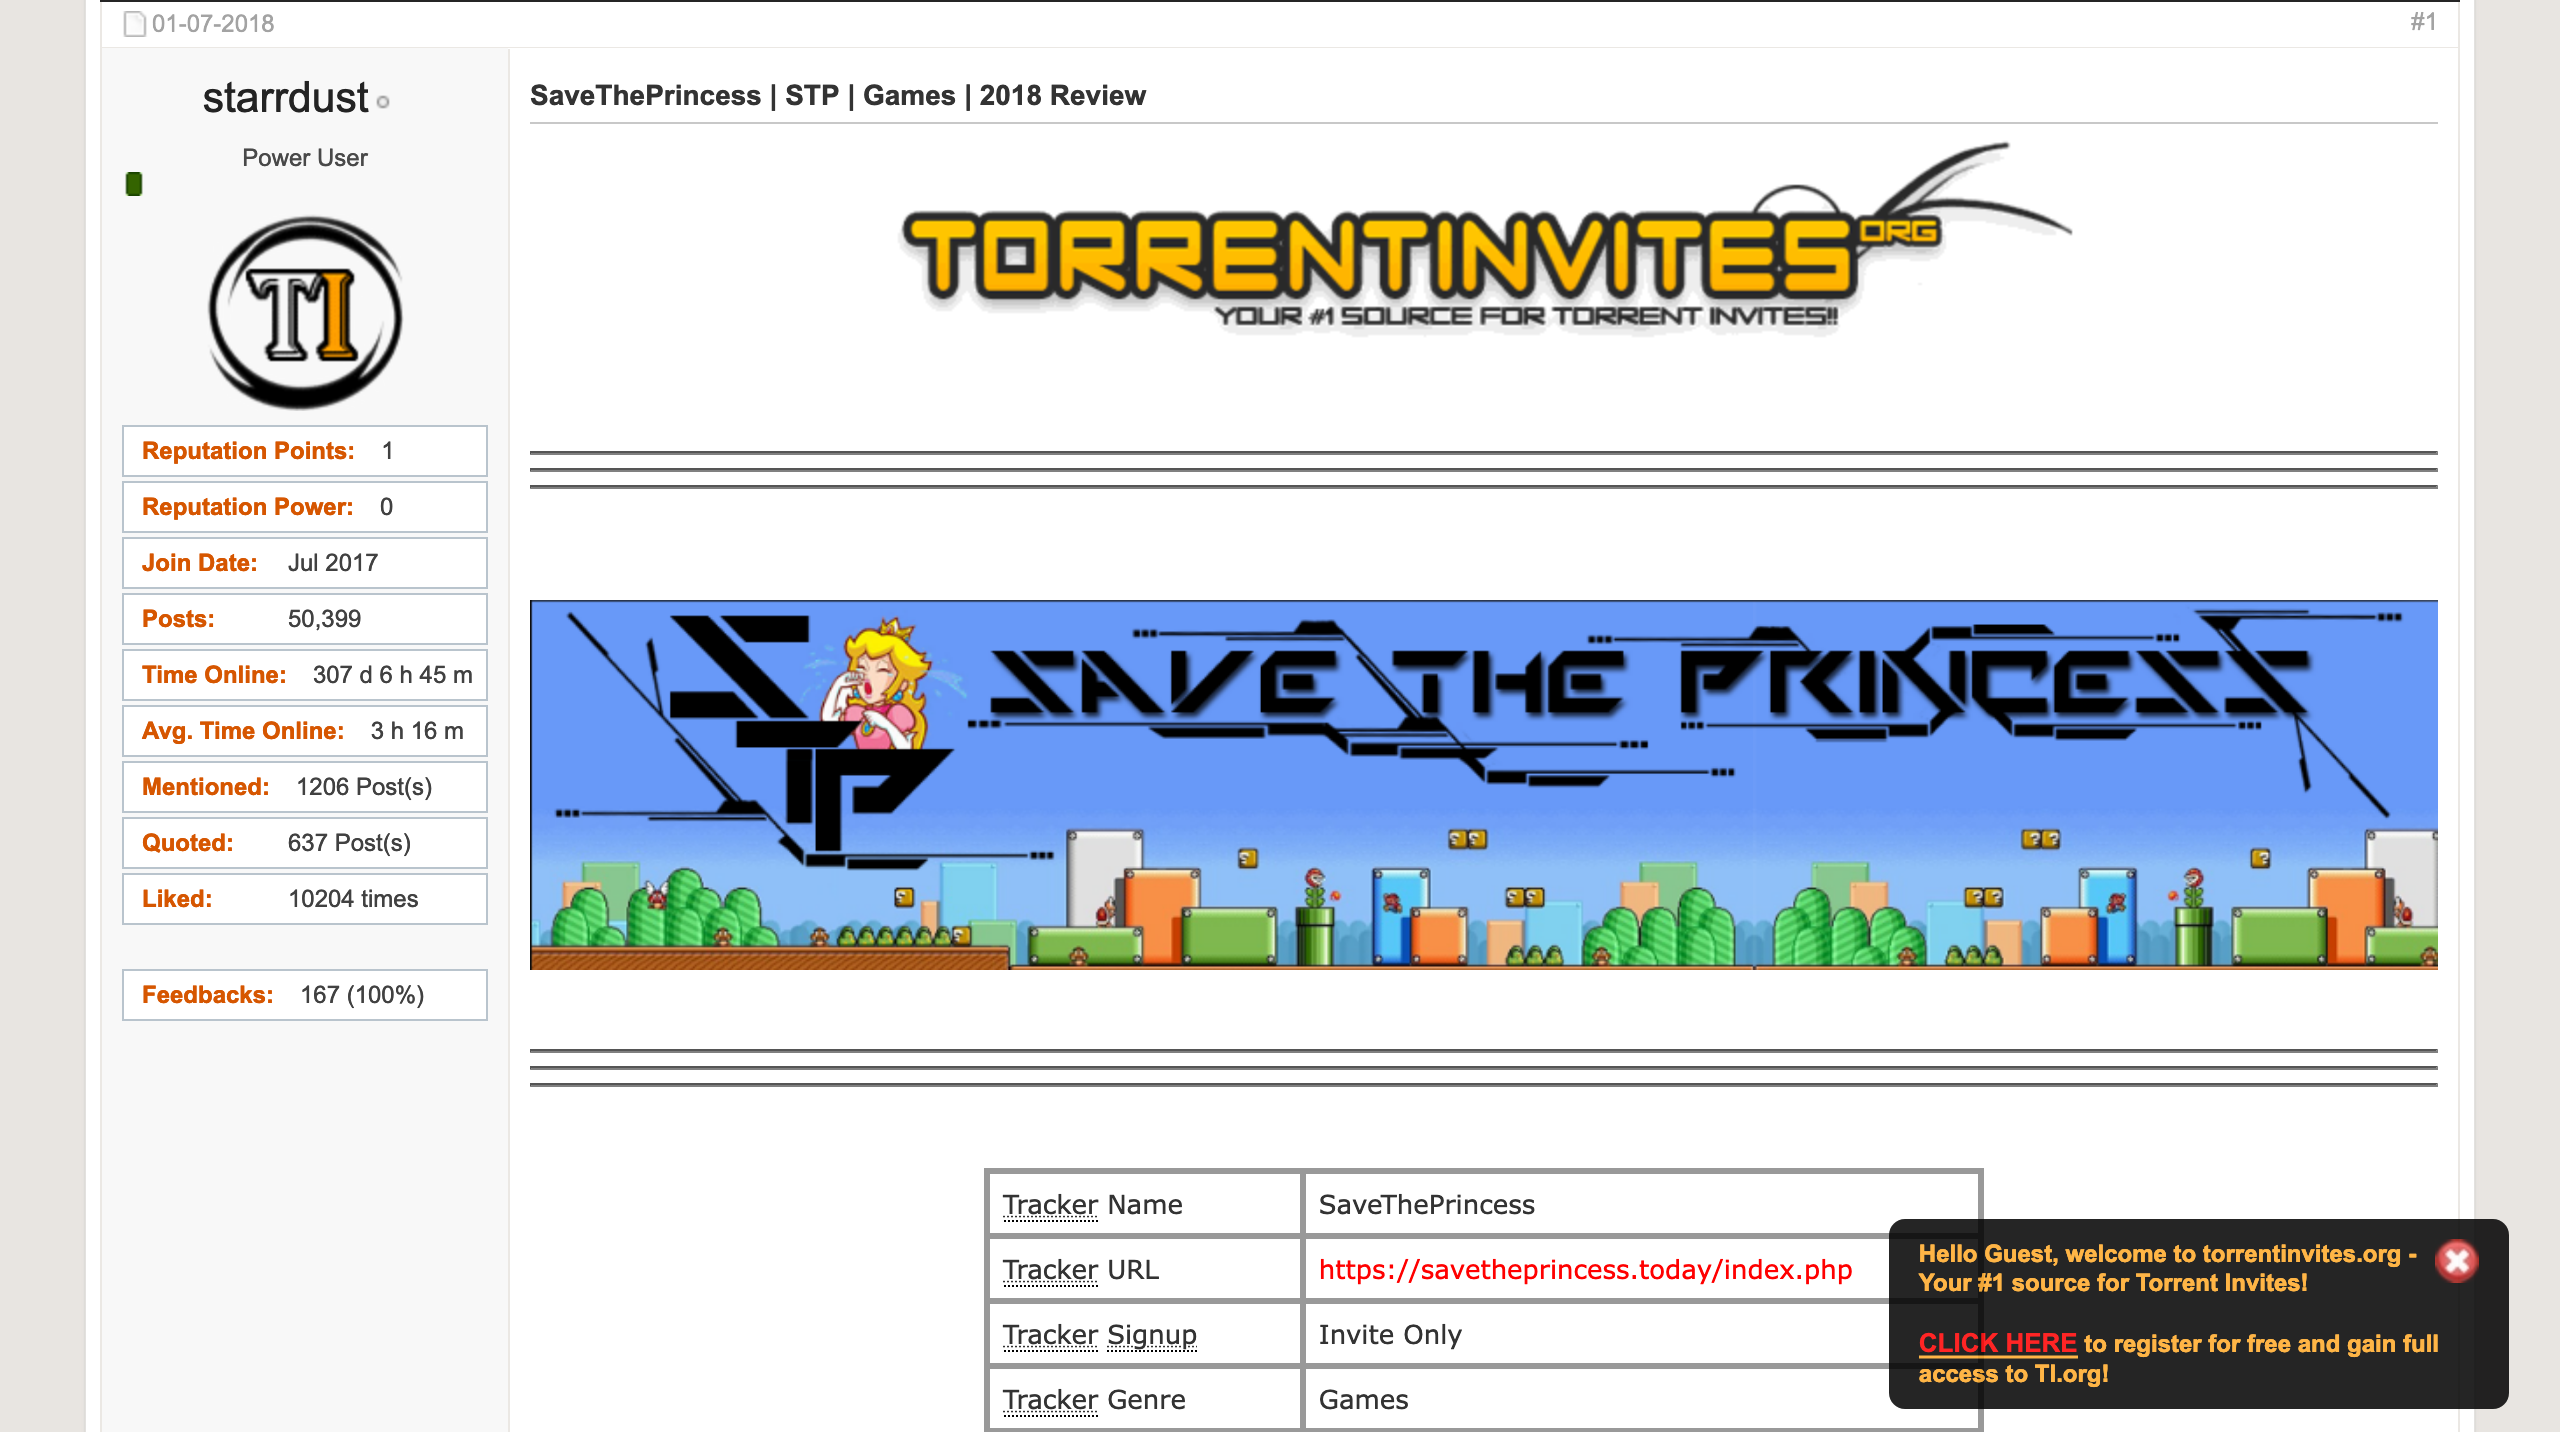 01-07-2018
#1
starrdust
Power User
TI
Reputation Points: 1
Reputation Power: 0
Join Date: Jul 2017
Posts: 50,399
Time Online: 307 d 6 h 45 m
Avg. Time Online: 3 h 16 m
Mentioned: 1206 Post(s)
Quoted: 637 Post(s)
Liked: 10204 times
Feedbacks: 167 (100%)
SaveThePrincess | STP | Games | 2018 Review
TORRENTINVITES ORG
YOUR #1 SOURCE FOR TORRENT INVITES!!
STP SAVE THE PRINCESS
Tracker Name SaveThePrincess
Tracker URL https://savetheprincess.today/index.php
Tracker Signup Invite Only
Tracker Genre Games
Hello Guest, welcome to torrentinvites.org -
Your #1 source for Torrent Invites!
CLICK HERE to register for free and gain full
access to TI.org!